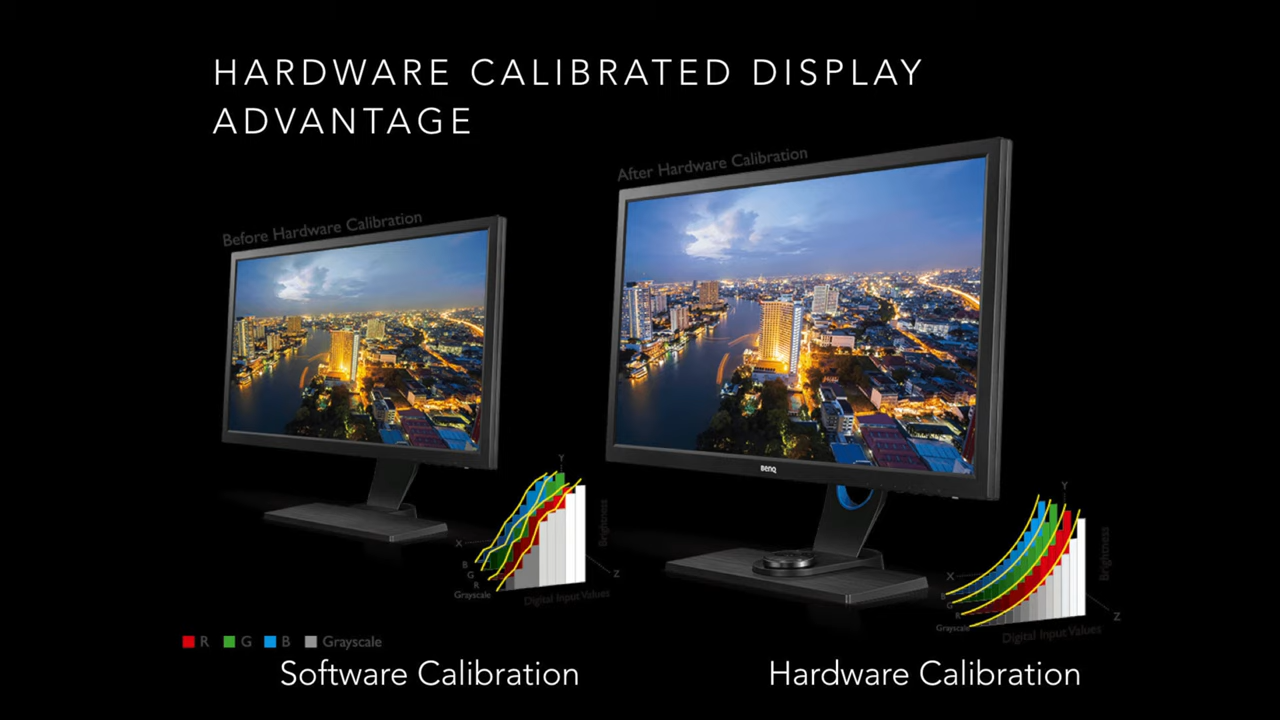 HARDWARE CALIBRATED DISPLAY
ADVANTAGE
After Hardware Calibration
Before Hardware Calibration
BenQ
Y
Brightness
X
B
G
R
Grayscale
Z
Digital Input Values
Y
Brightness
X
B
G
R
Grayscale
Z
Digital Input Values
R G B Grayscale
Software Calibration
Hardware Calibration